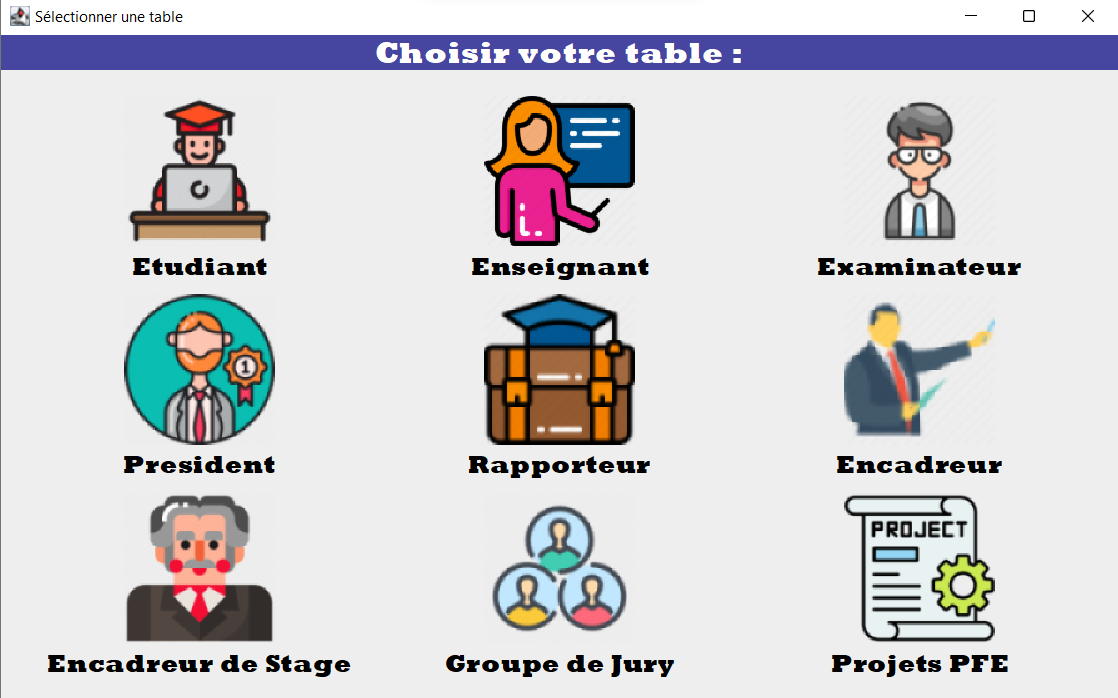 Sélectionner une table
Choisir votre table :
Etudiant
Enseignant
Examinateur
1
President
Rapporteur
Encadreur
PROJECT
Encadreur de Stage
Groupe de Jury
Projets PFE